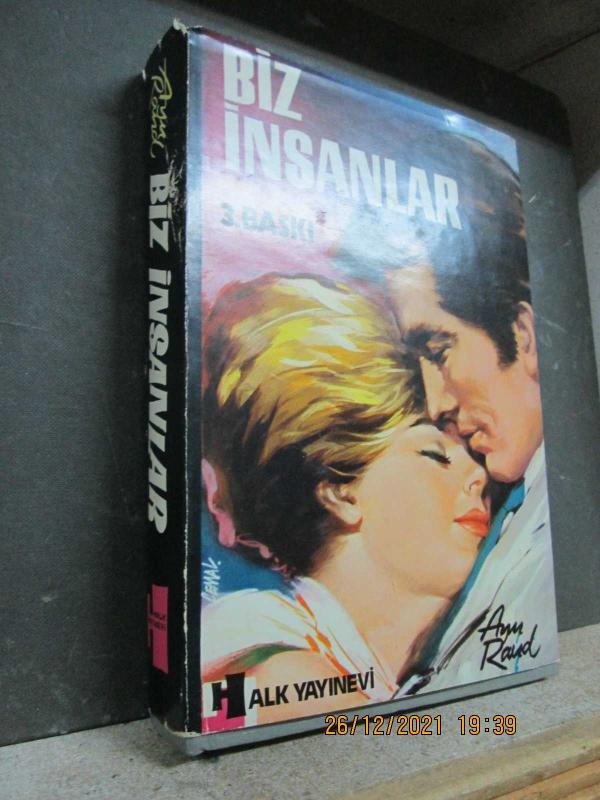 BİZ
İNSANLAR
3. BASKI
Ayn
Rand
HALK YAYINEVİ
26/12/2021 19:39
Ayn
Rand
BİZ İNSANLAR